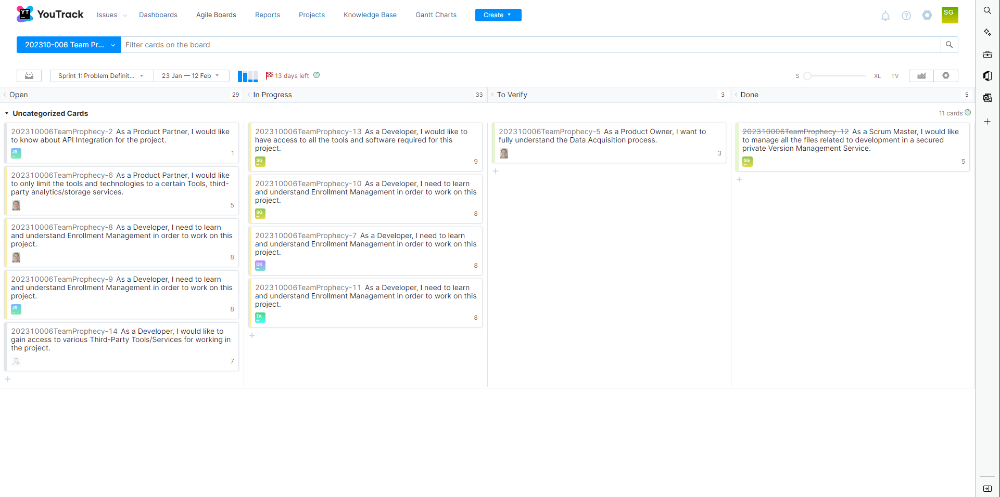 YT YouTrack Issues Dashboards Agile Boards Reports Projects Knowledge Base Gantt Charts Create SG
202310-006 Team Pr... Filter cards on the board
Sprint 1: Problem Definit... 23 Jan — 12 Feb 13 days left S XL TV
Open 29 In Progress 33 To Verify 3 Done 5
Uncategorized Cards 11 cards
202310006TeamProphecy-2 As a Product Partner, I would like
to know about API Integration for the project.
JB 1
202310006TeamProphecy-6 As a Product Partner, I would like
to only limit the tools and technologies to a certain Tools, third-
party analytics/storage services.
5
202310006TeamProphecy-8 As a Developer, I need to learn
and understand Enrollment Management in order to work on this
project.
8
202310006TeamProphecy-9 As a Developer, I need to learn
and understand Enrollment Management in order to work on this
project.
JB 8
202310006TeamProphecy-14 As a Developer, I would like to
gain access to various Third-Party Tools/Services for working in
the project.
7
202310006TeamProphecy-13 As a Developer, I would like to
have access to all the tools and software required for this
project.
SG 9
202310006TeamProphecy-10 As a Developer, I need to learn
and understand Enrollment Management in order to work on this
project.
SG 8
202310006TeamProphecy-7 As a Developer, I need to learn
and understand Enrollment Management in order to work on this
project.
DK 8
202310006TeamProphecy-11 As a Developer, I need to learn
and understand Enrollment Management in order to work on this
project.
TA 8
202310006TeamProphecy-5 As a Product Owner, I want to
fully understand the Data Acquisition process.
3
202310006TeamProphecy-12 As a Scrum Master, I would like
to manage all the files related to development in a secured
private Version Management Service.
SG 5